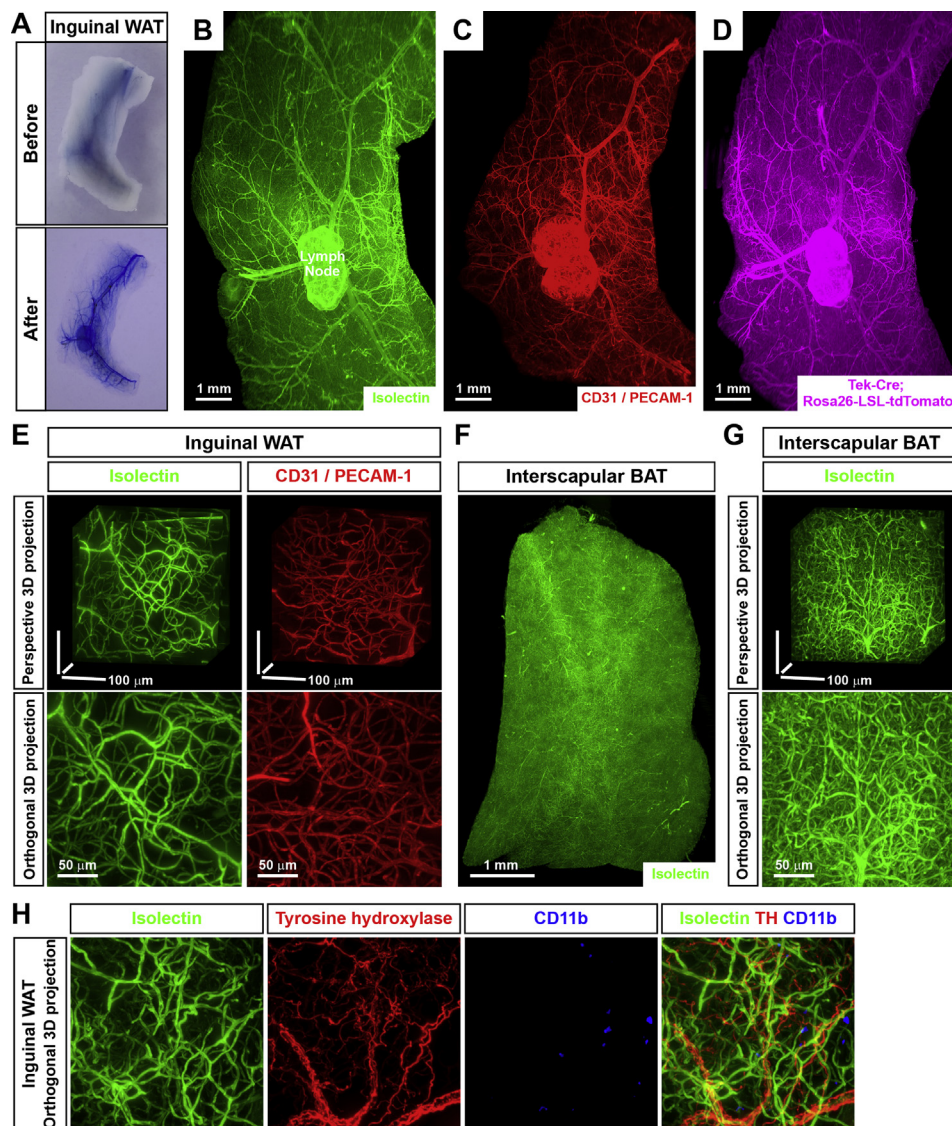 A
Inguinal WAT
Before
After
B
Lymph
Node
1 mm
Isolectin
C
1 mm
CD31 / PECAM-1
D
1 mm
Tek-Cre;
Rosa26-LSL-tdTomato
E
Inguinal WAT
Isolectin
CD31 / PECAM-1
Perspective 3D projection
100 μm
100 μm
Orthogonal 3D projection
50 μm
50 μm
F
Interscapular BAT
1 mm
Isolectin
G
Interscapular BAT
Isolectin
Perspective 3D projection
100 μm
Orthogonal 3D projection
50 μm
H
Isolectin
Tyrosine hydroxylase
CD11b
Isolectin TH CD11b
Inguinal WAT
Orthogonal 3D projection